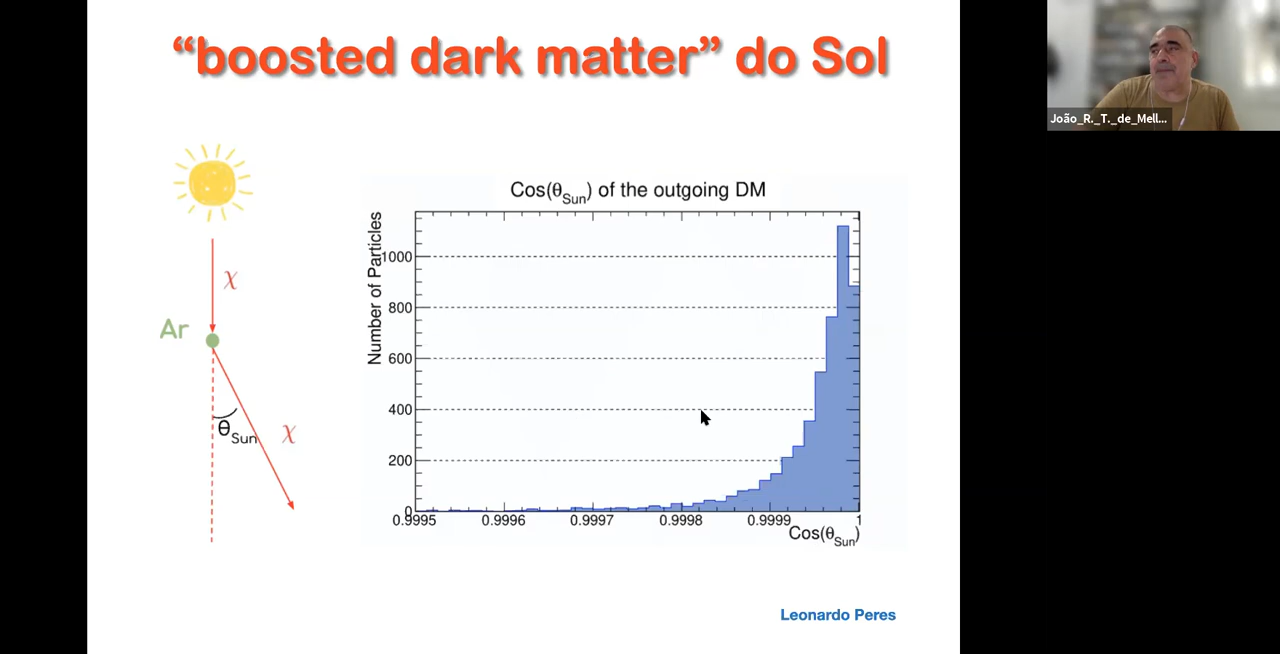 “boosted dark matter” do Sol
João_R._T._de_Mell...
χ
Ar
θSun
χ
Cos(θSun) of the outgoing DM
Number of Particles
1000
800
600
400
200
0
0.9995 0.9996 0.9997 0.9998 0.9999 1
Cos(θSun)
Leonardo Peres